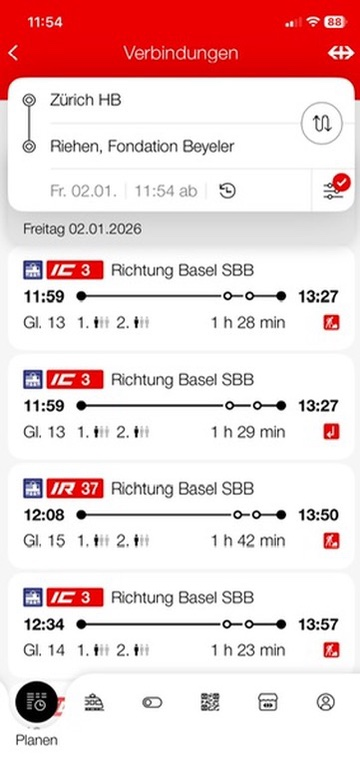 11:54
88
Verbindungen
Zürich HB
Riehen, Fondation Beyeler
Fr. 02.01. 11:54 ab
Freitag 02.01.2026
IC 3 Richtung Basel SBB
11:59 13:27
Gl. 13 1. 2. 1 h 28 min
IC 3 Richtung Basel SBB
11:59 13:27
Gl. 13 1. 2. 1 h 29 min
IR 37 Richtung Basel SBB
12:08 13:50
Gl. 15 1. 2. 1 h 42 min
IC 3 Richtung Basel SBB
12:34 13:57
Gl. 14 1. 2. 1 h 23 min
Planen